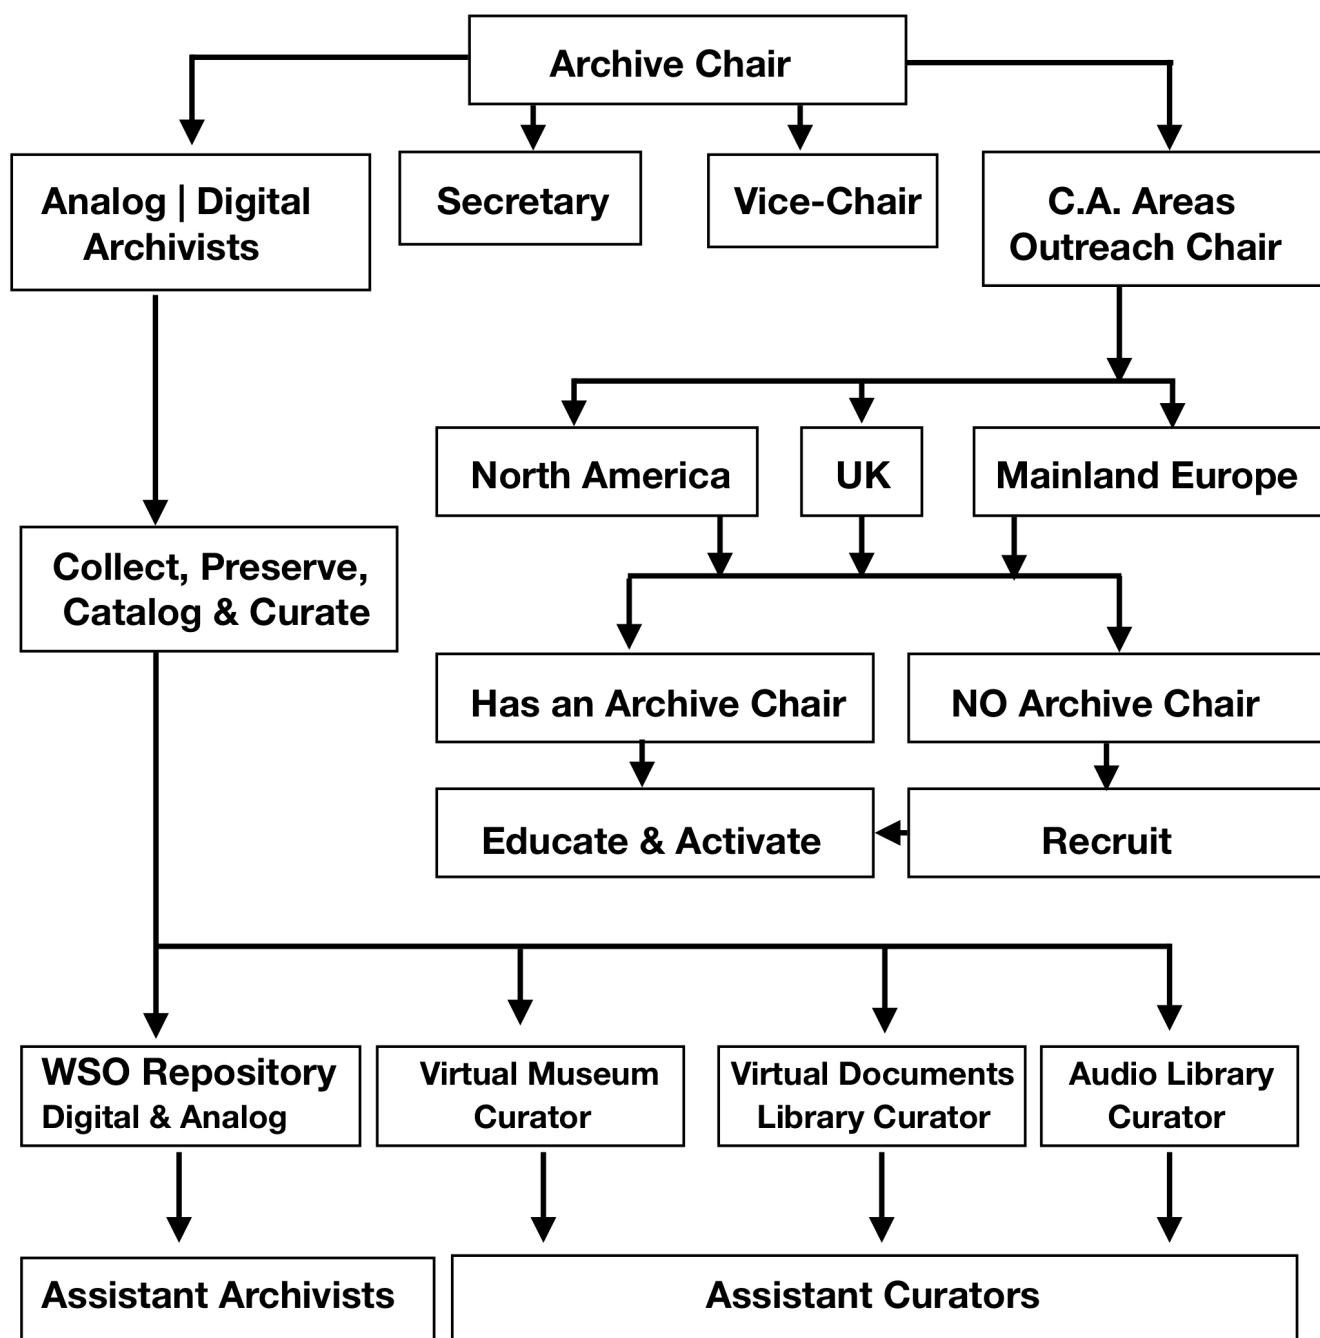 Archive Chair
Analog | Digital
Archivists
Secretary
Vice-Chair
C.A. Areas
Outreach Chair
North America
UK
Mainland Europe
Collect, Preserve,
Catalog & Curate
Has an Archive Chair
NO Archive Chair
Educate & Activate
Recruit
WSO Repository
Digital & Analog
Virtual Museum
Curator
Virtual Documents
Library Curator
Audio Library
Curator
Assistant Archivists
Assistant Curators